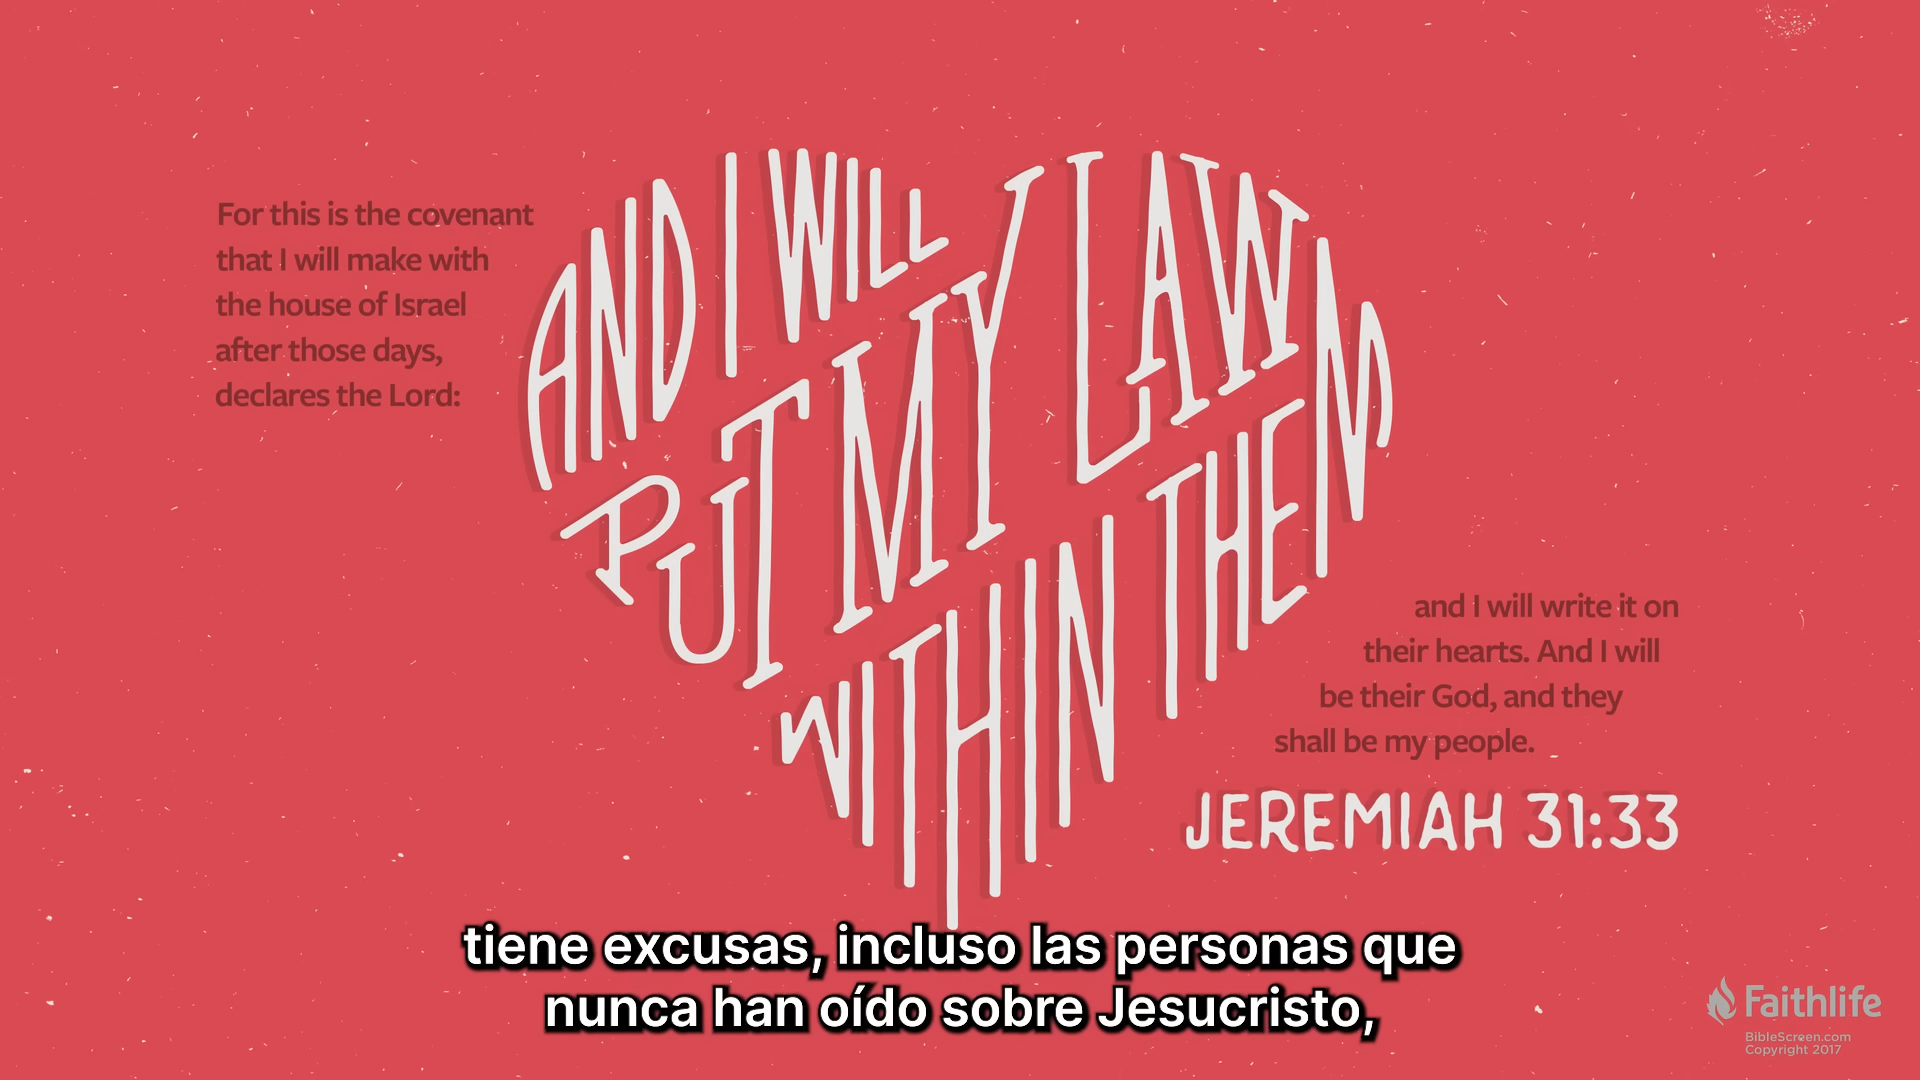 For this is the covenant
that I will make with
the house of Israel
after those days,
declares the Lord:
AND I WILL
PUT MY LAW
WITHIN THEM
and I will write it on
their hearts. And I will
be their God, and they
shall be my people.
JEREMIAH 31:33
tiene excusas, incluso las personas que
nunca han oído sobre Jesucristo,
Faithlife
BibleScreen.com
Copyright 2017